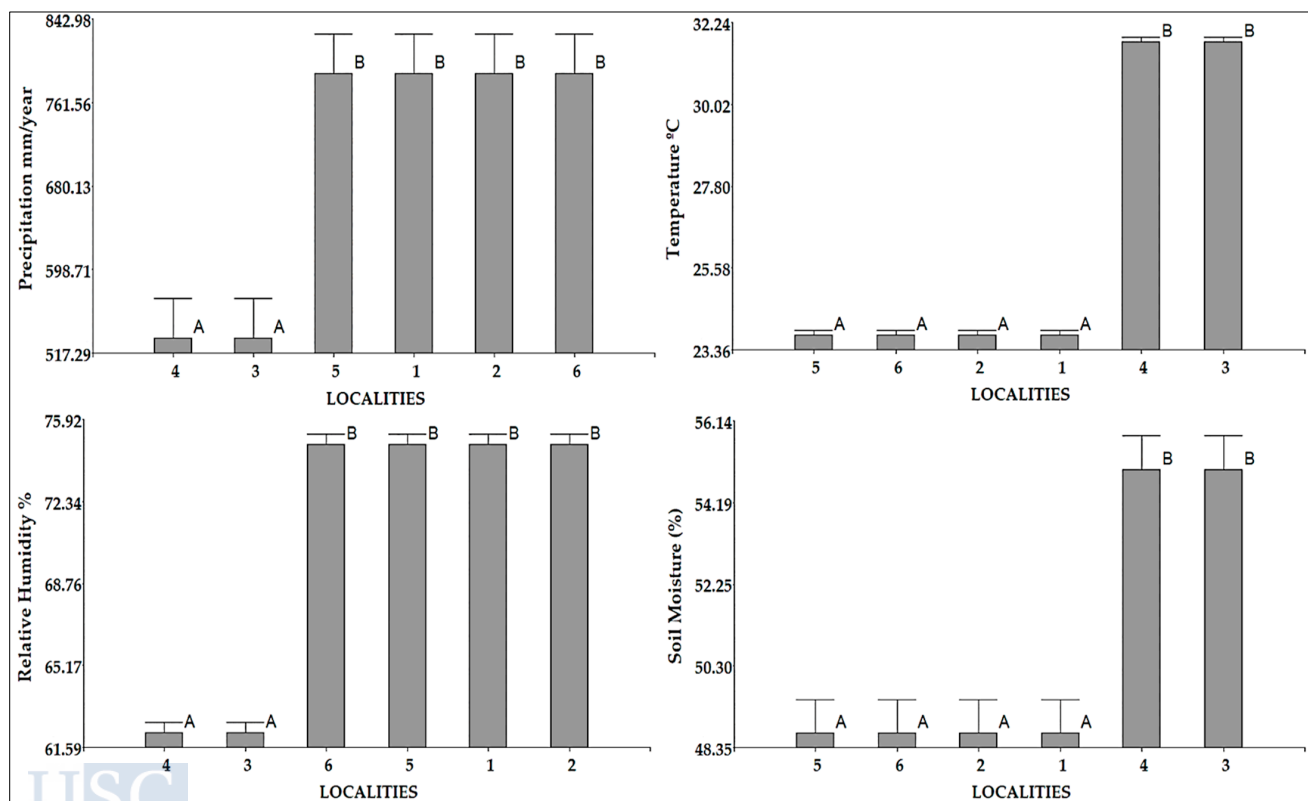 Precipitation mm/year
842.98
761.56
680.13
598.71
517.29
A
A
B
B
B
B
4 3 5 1 2 6
LOCALITIES
Temperature ºC
32.24
30.02
27.80
25.58
23.36
A
A
A
A
B
B
5 6 2 1 4 3
LOCALITIES
Relative Humidity %
75.92
72.34
68.76
65.17
61.59
A
A
B
B
B
B
4 3 6 5 1 2
LOCALITIES
Soil Moisture (%)
56.14
54.19
52.25
50.30
48.35
A
A
A
A
B
B
5 6 2 1 4 3
LOCALITIES
USC